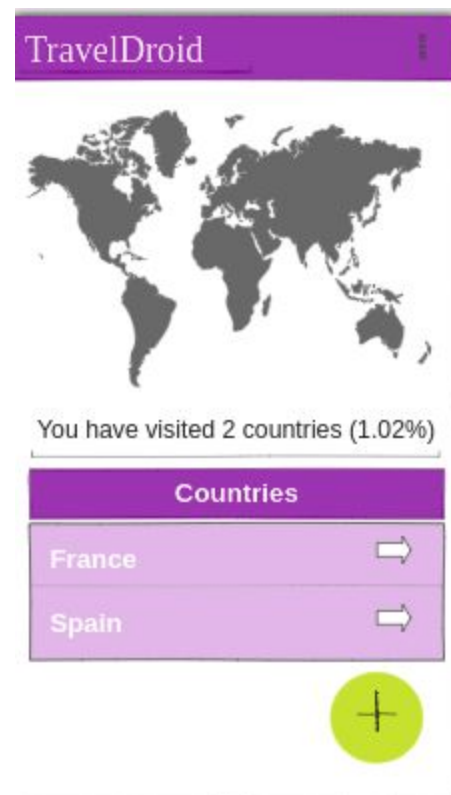 TravelDroid
You have visited 2 countries (1.02%)
Countries
France
Spain